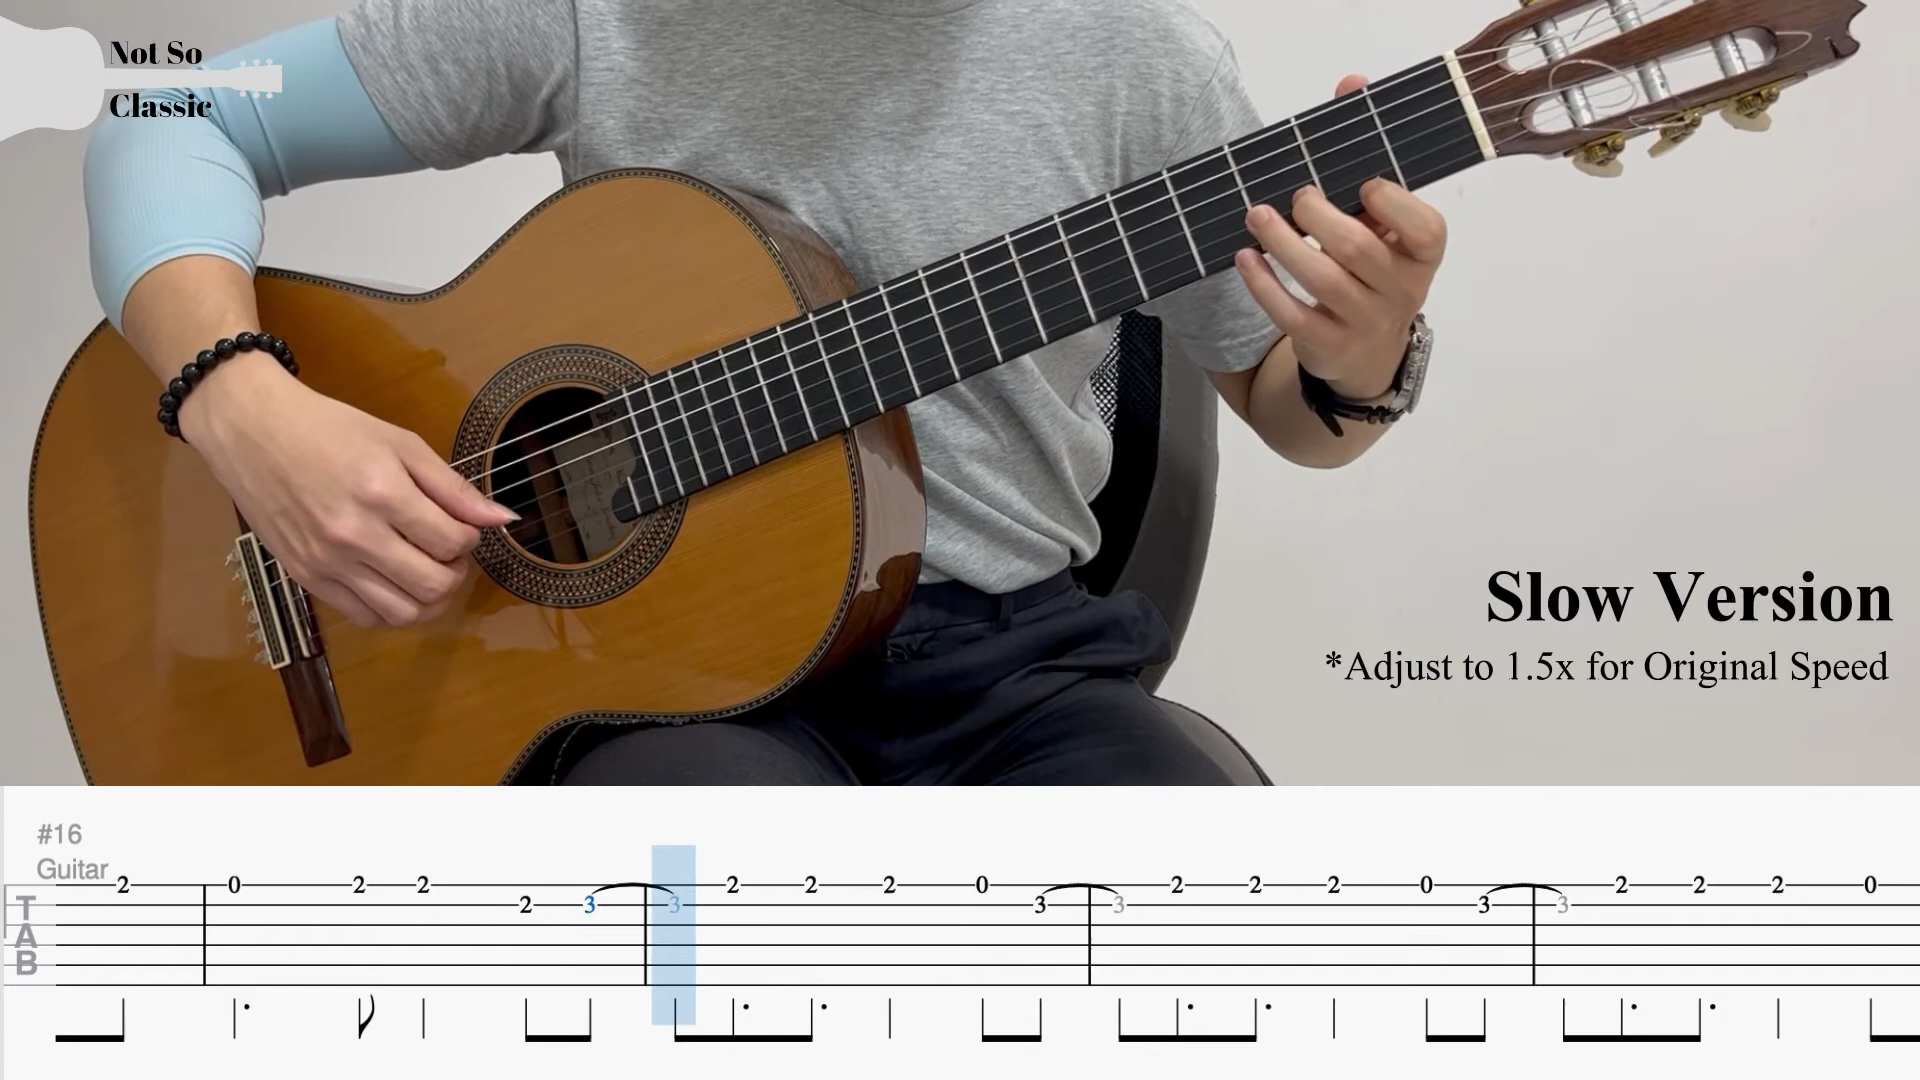 Not So
Classic
Slow Version
*Adjust to 1.5x for Original Speed
#16
Guitar
2 0 2 2 2 3 3 2 2 2 0 3 3 2 2 2 0 3 3 2 2 2 0
T
A
B